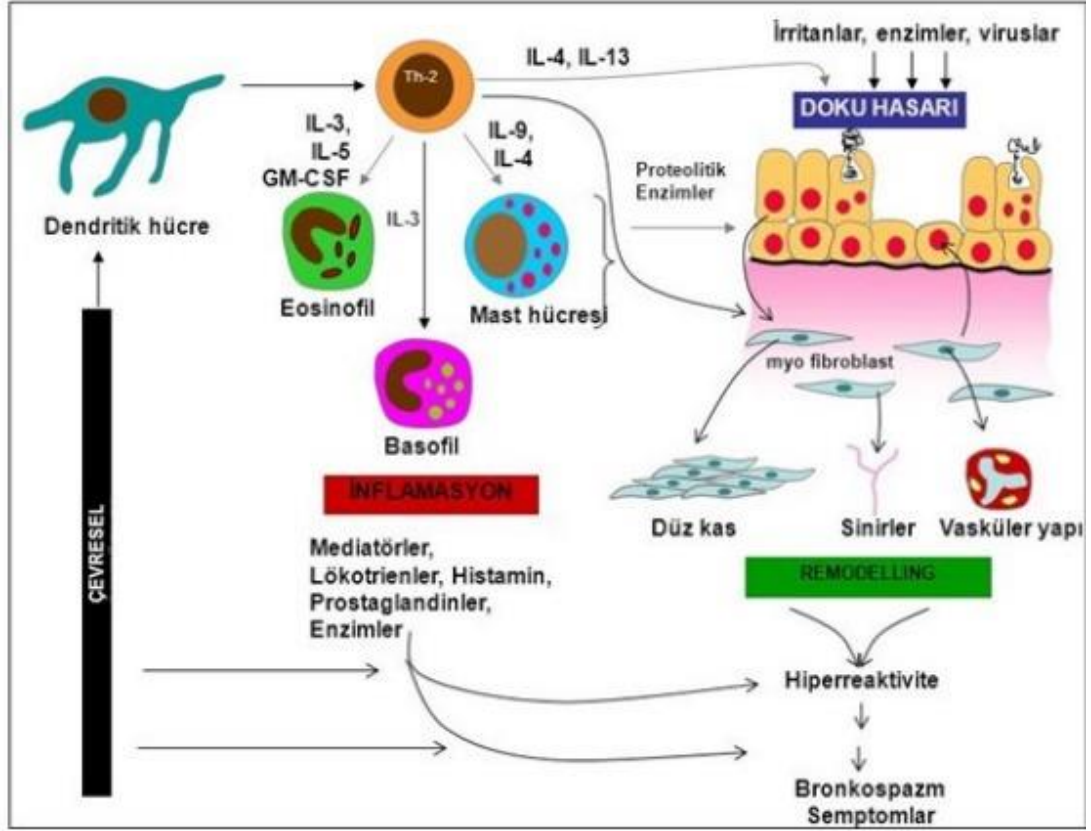 İrritanlar, enzimler, viruslar
Th-2
IL-4, IL-13
DOKU HASARI
IL-3,
IL-5
GM-CSF
IL-9,
IL-4
Proteolitik
Enzimler
Dendritik hücre
IL-3
Eosinofil
Mast hücresi
myo fibroblast
Basofil
İNFLAMASYON
Düz kas
Sinirler
Vasküler yapı
Mediatörler,
Lökotrienler, Histamin,
Prostaglandinler,
Enzimler
REMODELLING
ÇEVRESEL
Hiperreaktivite
Bronkospazm
Semptomlar